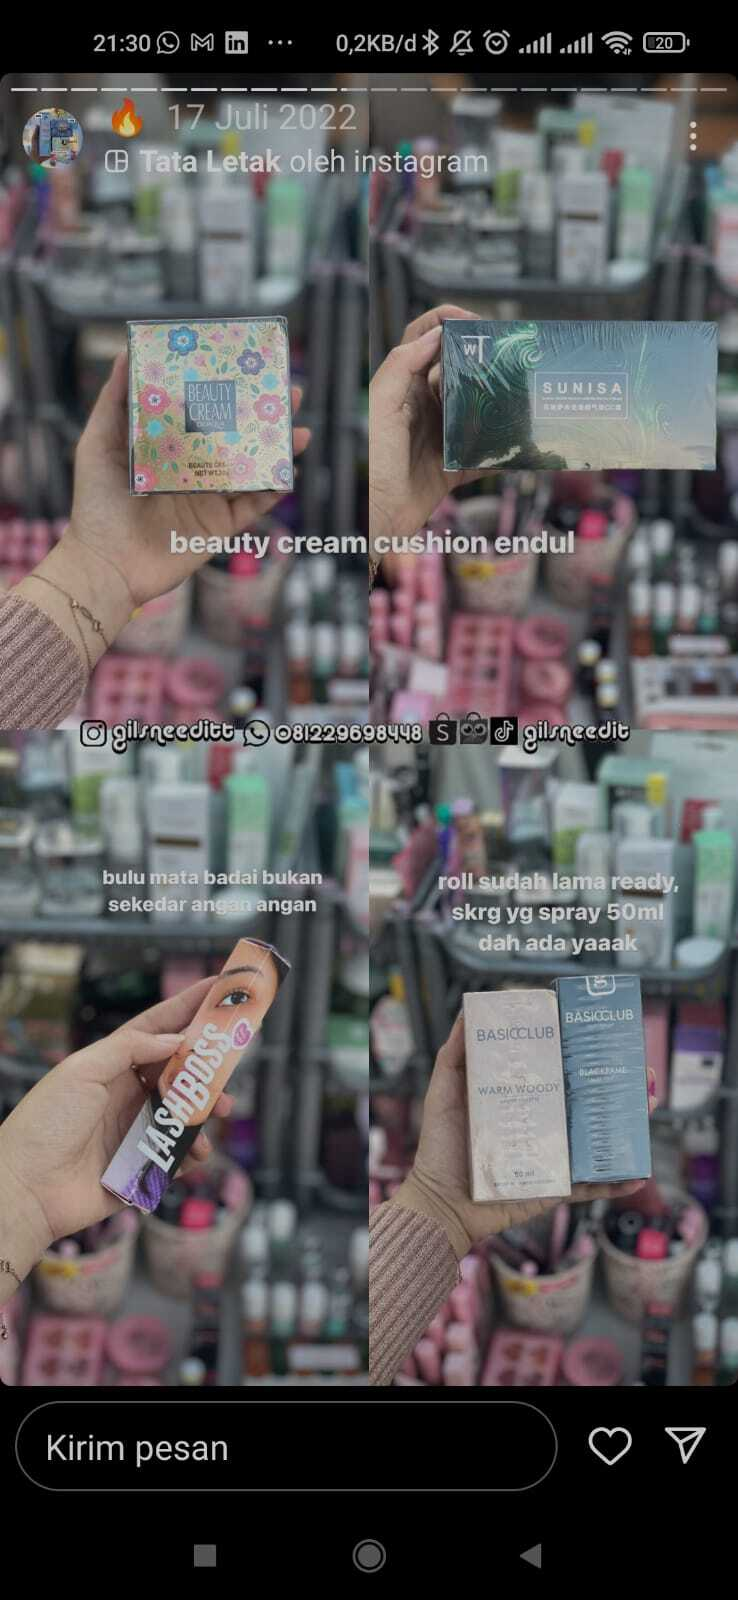 21:30
0,2KB/d
20
🔥 17 Juli 2022
Tata Letak oleh instagram
BEAUTY
CREAM
WT
SUNISA
beauty cream cushion endul
gilsneeditt 081229698448 gilsneedit
bulu mata badai bukan
sekedar angan angan
LASHBOSS
roll sudah lama ready,
skrg yg spray 50ml
dah ada yaaak
BASICCLUB
WARM WOODY
50 ml
BASICCLUB
Kirim pesan